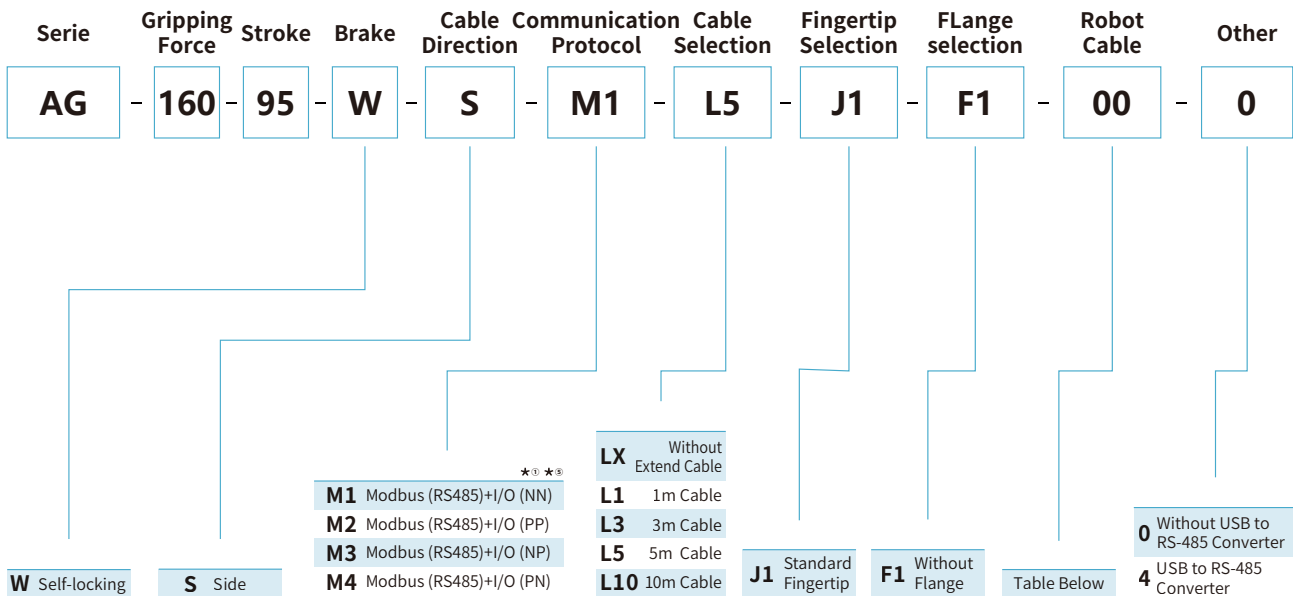 Serie
Gripping
Force
Stroke
Brake
Cable
Direction
Communication
Protocol
Cable
Selection
Fingertip
Selection
FLange
selection
Robot
Cable
Other
AG - 160 - 95 - W - S - M1 - L5 - J1 - F1 - 00 - 0
W Self-locking
S Side
★① ★⑤
M1 Modbus (RS485)+I/O (NN)
M2 Modbus (RS485)+I/O (PP)
M3 Modbus (RS485)+I/O (NP)
M4 Modbus (RS485)+I/O (PN)
LX Without
Extend Cable
L1 1m Cable
L3 3m Cable
L5 5m Cable
L10 10m Cable
J1 Standard
Fingertip
F1 Without
Flange
Table Below
0 Without USB to
RS-485 Converter
4 USB to RS-485
Converter